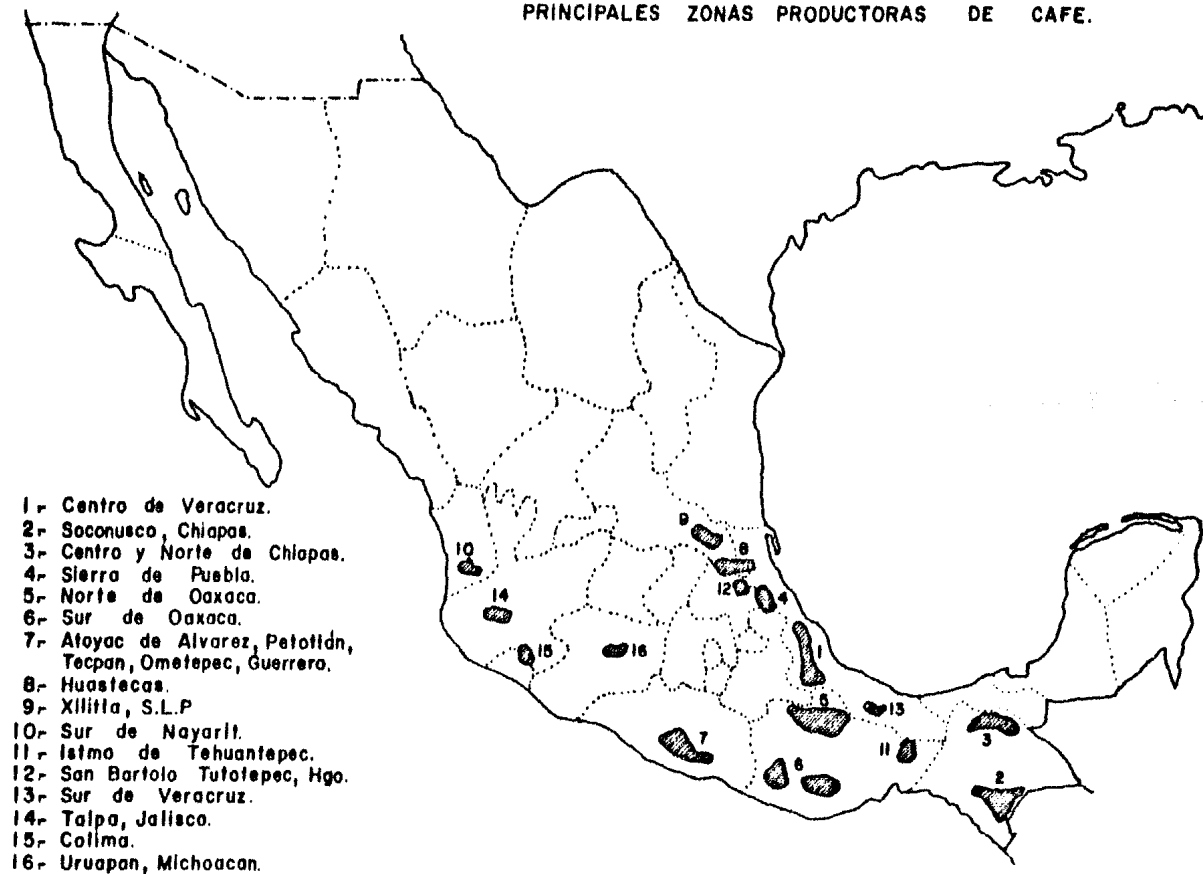 PRINCIPALES ZONAS PRODUCTORAS DE CAFE.
9
8
10
12
4
14
1
15
16
5
13
7
11
3
6
2
1.- Centro de Veracruz.
2.- Soconusco, Chiapas.
3.- Centro y Norte de Chiapas.
4.- Sierra de Puebla.
5.- Norte de Oaxaca.
6.- Sur de Oaxaca.
7.- Atoyac de Alvarez, Petotlán,
Tecpan, Ometepec, Guerrero.
8.- Huastecas.
9.- Xilitla, S.L.P
10.- Sur de Nayarit.
11.- Istmo de Tehuantepec.
12.- San Bartolo Tutotepec, Hgo.
13.- Sur de Veracruz.
14.- Talpa, Jalisco.
15.- Colima.
16.- Uruapan, Michoacan.